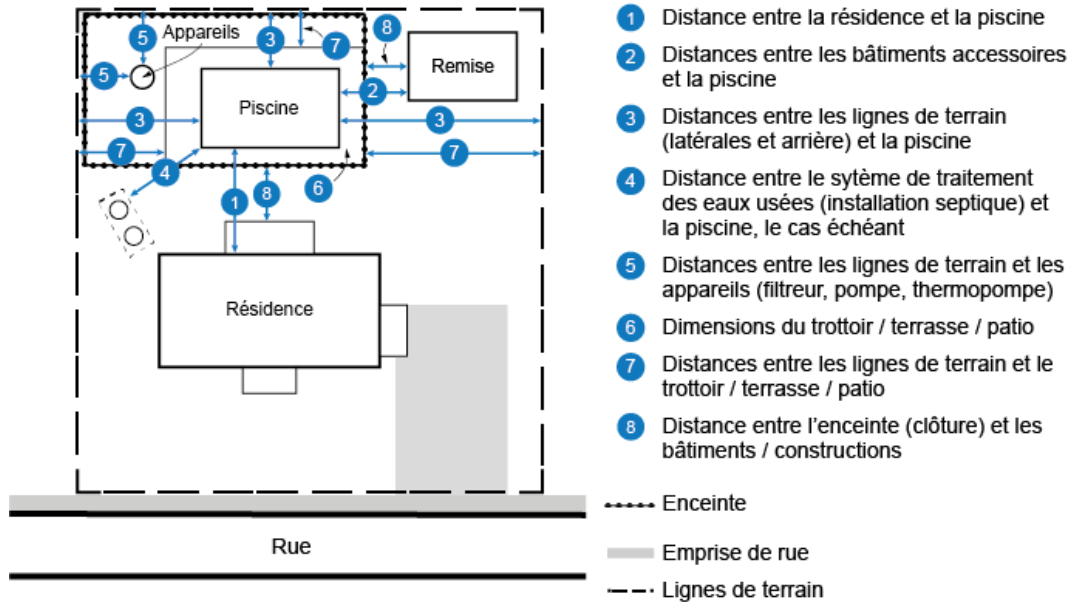 Appareils
Piscine
Remise
Résidence
Rue
5
3
7
8
5
2
3
3
7
7
4
6
1
8
1 Distance entre la résidence et la piscine
2 Distances entre les bâtiments accessoires
et la piscine
3 Distances entre les lignes de terrain
(latérales et arrière) et la piscine
4 Distance entre le sytème de traitement
des eaux usées (installation septique) et
la piscine, le cas échéant
5 Distances entre les lignes de terrain et les
appareils (filtreur, pompe, thermopompe)
6 Dimensions du trottoir / terrasse / patio
7 Distances entre les lignes de terrain et le
trottoir / terrasse / patio
8 Distance entre l'enceinte (clôture) et les
bâtiments / constructions
Enceinte
Emprise de rue
Lignes de terrain